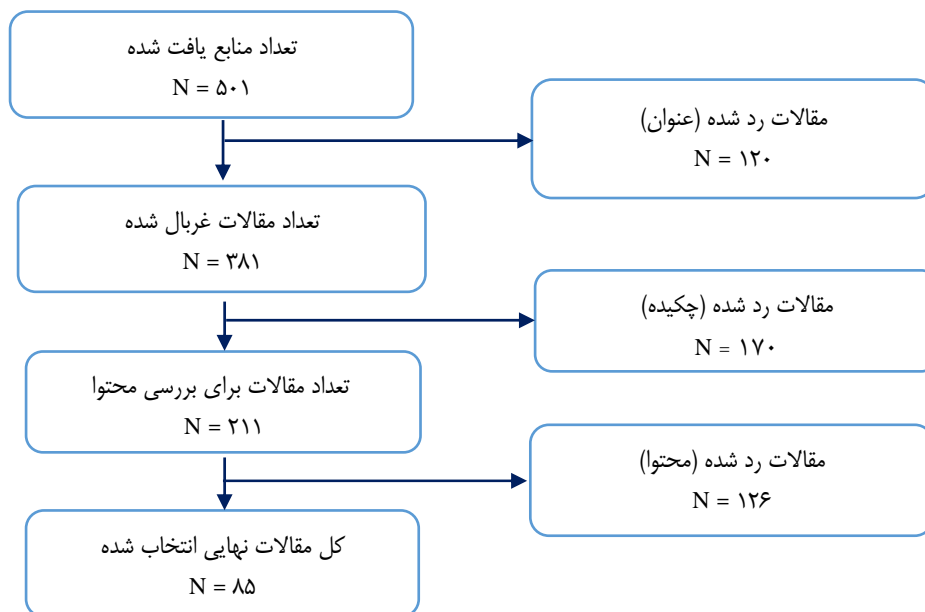 تعداد منابع یافت شده
N = ۵۰۱
مقالات رد شده (عنوان)
N = ۱۲۰
تعداد مقالات غربال شده
N = ۳۸۱
مقالات رد شده (چکیده)
N = ۱۷۰
تعداد مقالات برای بررسی محتوا
N = ۲۱۱
مقالات رد شده (محتوا)
N = ۱۲۶
کل مقالات نهایی انتخاب شده
N = ۸۵